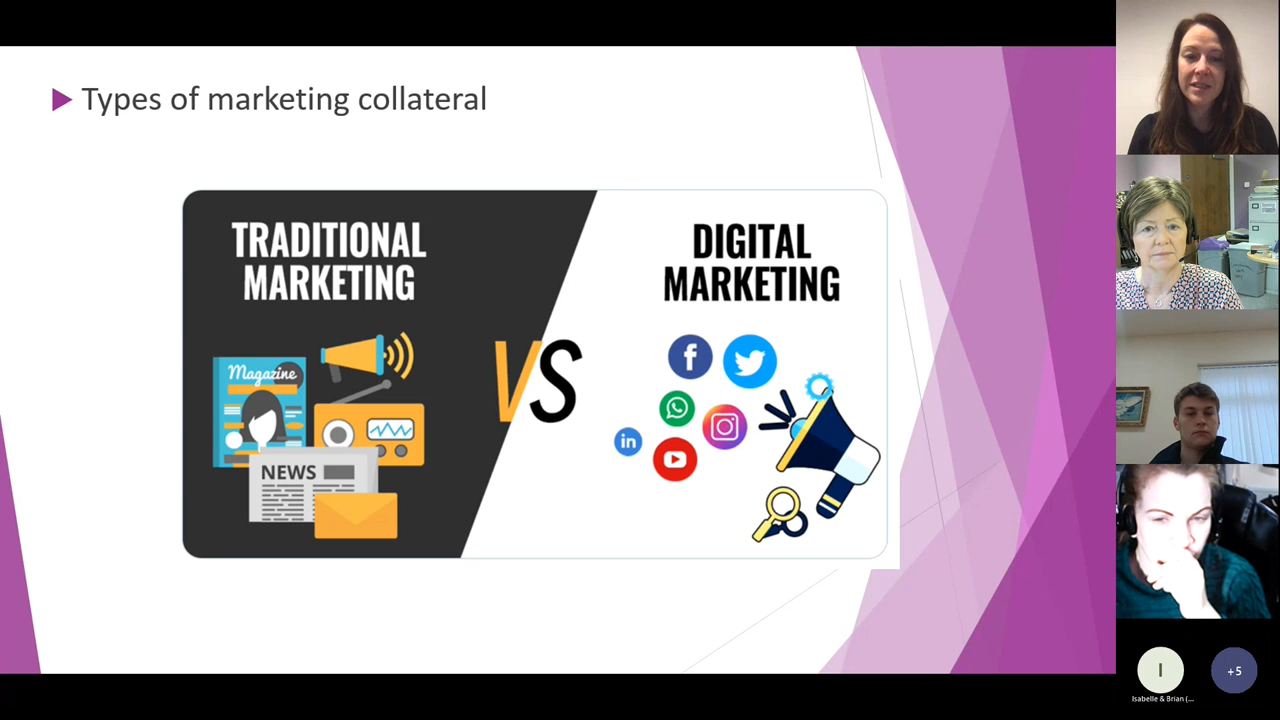 Types of marketing collateral
TRADITIONAL
MARKETING
VS
DIGITAL
MARKETING
Magazine
NEWS
f
in
I
+5
Isabelle & Brian (...